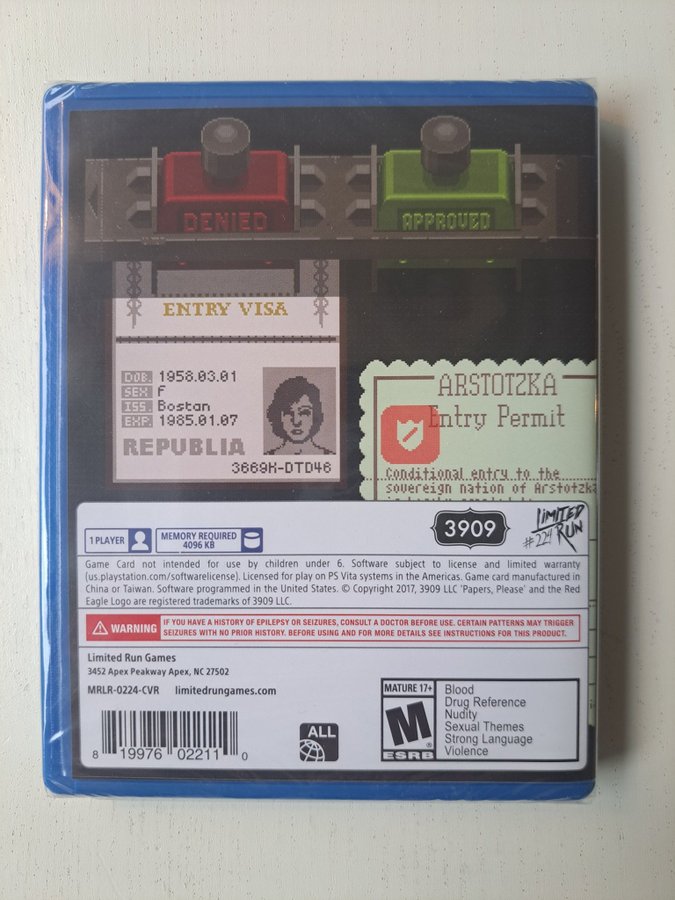 DENIED
APPROVED
ENTRY VISA
DOB. 1958.03.01
SEX F
ISS. Bostan
EXP. 1985.01.07
REPUBLIA
3669K-DTD46
ARSTOTZKA
Entry Permit
Conditional entry to the
sovereign nation of Arstotzka
1 PLAYER
MEMORY REQUIRED
4096 KB
3909
LIMITED
RUN
#224
Game Card not intended for use by children under 6. Software subject to license and limited warranty
(us.playstation.com/softwarelicense). Licensed for play on PS Vita systems in the Americas. Game card manufactured in
China or Taiwan. Software programmed in the United States. © Copyright 2017, 3909 LLC 'Papers, Please' and the Red
Eagle Logo are registered trademarks of 3909 LLC.
WARNING
IF YOU HAVE A HISTORY OF EPILEPSY OR SEIZURES, CONSULT A DOCTOR BEFORE USE. CERTAIN PATTERNS MAY TRIGGER
SEIZURES WITH NO PRIOR HISTORY. BEFORE USING AND FOR MORE DETAILS SEE INSTRUCTIONS FOR THIS PRODUCT.
Limited Run Games
3452 Apex Peakway Apex, NC 27502
MRLR-0224-CVR limitedrungames.com
8 19976 02211 0
ALL
MATURE 17+
M
®
ESRB
Blood
Drug Reference
Nudity
Sexual Themes
Strong Language
Violence